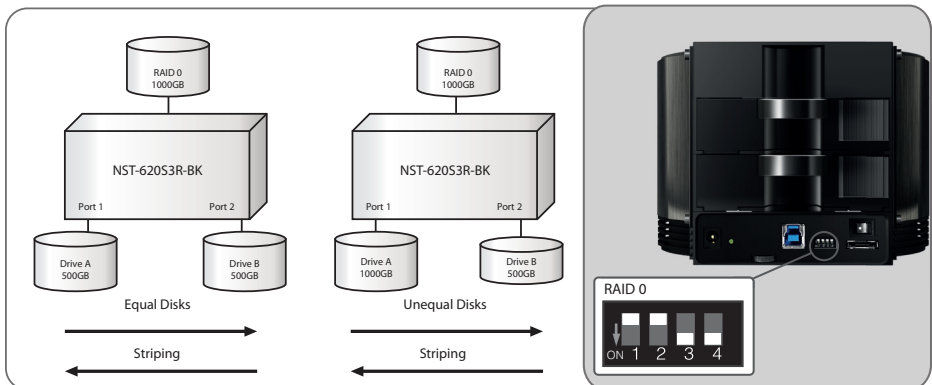 RAID 0
1000GB
NST-620S3R-BK
Port 1
Port 2
Drive A
500GB
Drive B
500GB
Equal Disks
Striping
RAID 0
1000GB
NST-620S3R-BK
Port 1
Port 2
Drive A
1000GB
Drive B
500GB
Unequal Disks
Striping
RAID 0
ON 1 2 3 4